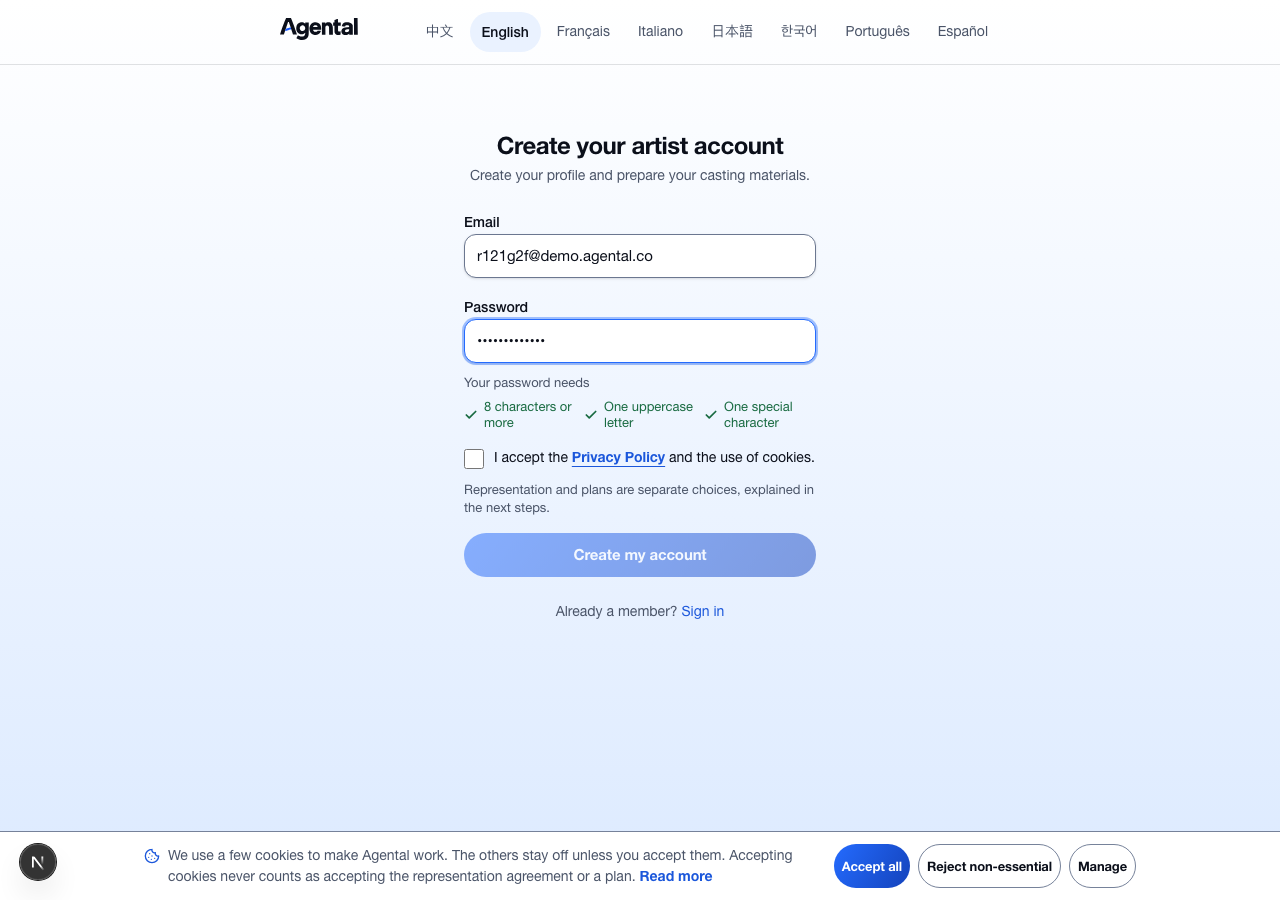 Agental
中文
English
Français
Italiano
日本語
한국어
Português
Español
Create your artist account
Create your profile and prepare your casting materials.
Email
r121g2f@demo.agental.co
Password
•••••••••••••
Your password needs
8 characters or
more
One uppercase
letter
One special
character
I accept the Privacy Policy and the use of cookies.
Representation and plans are separate choices, explained in
the next steps.
Create my account
Already a member? Sign in
N
We use a few cookies to make Agental work. The others stay off unless you accept them. Accepting
cookies never counts as accepting the representation agreement or a plan. Read more
Accept all
Reject non-essential
Manage